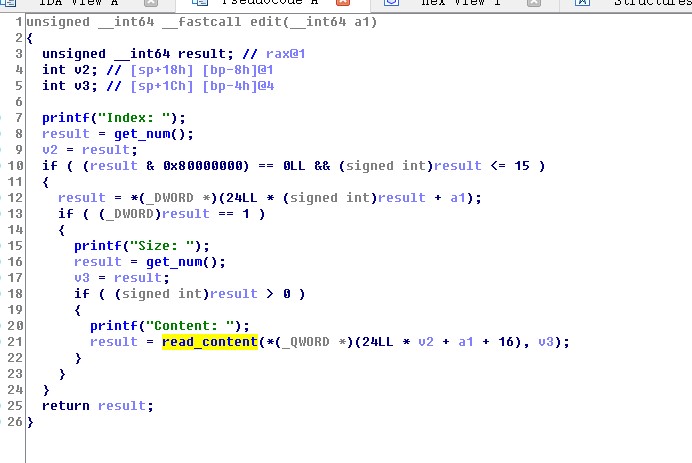 IDA View A Pseudocode A Hex View 1 Structures
1 unsigned __int64 __fastcall edit(__int64 a1)
2 {
3 unsigned __int64 result; // rax@1
4 int v2; // [sp+18h] [bp-8h]@1
5 int v3; // [sp+1Ch] [bp-4h]@4
6
7 printf("Index: ");
8 result = get_num();
9 v2 = result;
10 if ( (result & 0x80000000) == 0LL && (signed int)result <= 15 )
11 {
12 result = *(_DWORD *)(24LL * (signed int)result + a1);
13 if ( (_DWORD)result == 1 )
14 {
15 printf("Size: ");
16 result = get_num();
17 v3 = result;
18 if ( (signed int)result > 0 )
19 {
20 printf("Content: ");
21 result = read_content(*(_QWORD *)(24LL * v2 + a1 + 16), v3);
22 }
23 }
24 }
25 return result;
26 }